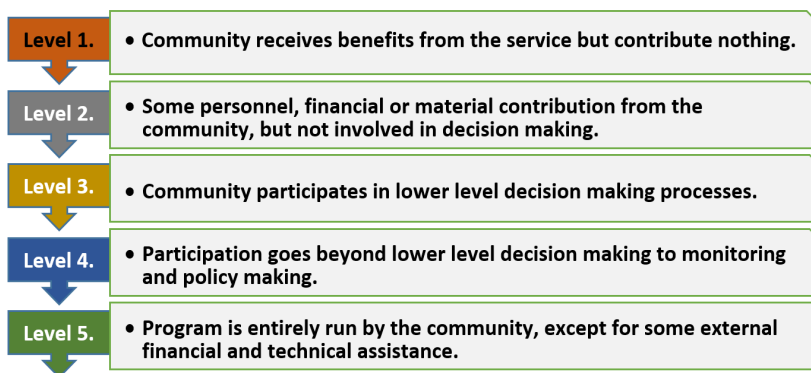 Level 1.
• Community receives benefits from the service but contribute nothing.
Level 2.
• Some personnel, financial or material contribution from the
community, but not involved in decision making.
Level 3.
• Community participates in lower level decision making processes.
Level 4.
• Participation goes beyond lower level decision making to monitoring
and policy making.
Level 5.
• Program is entirely run by the community, except for some external
financial and technical assistance.